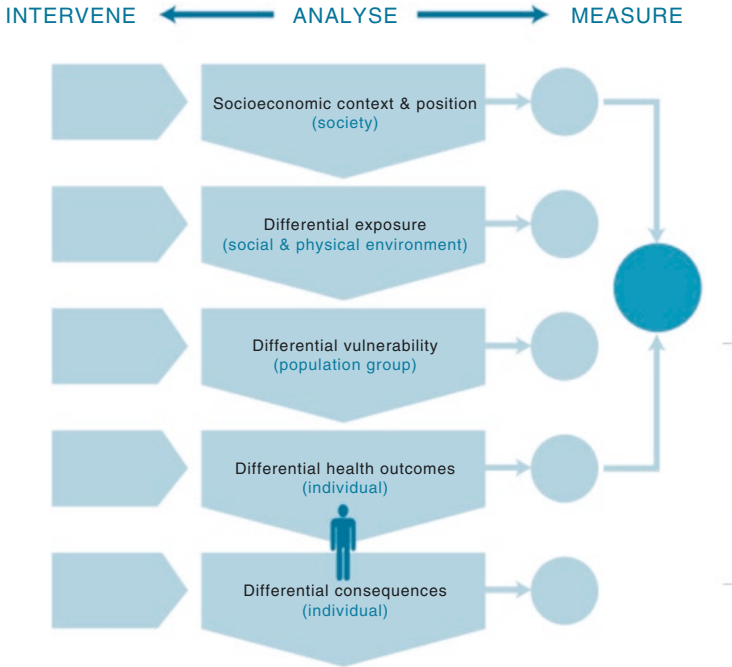 INTERVENE ANALYSE MEASURE
Socioeconomic context & position
(society)
Differential exposure
(social & physical environment)
Differential vulnerability
(population group)
Differential health outcomes
(individual)
Differential consequences
(individual)